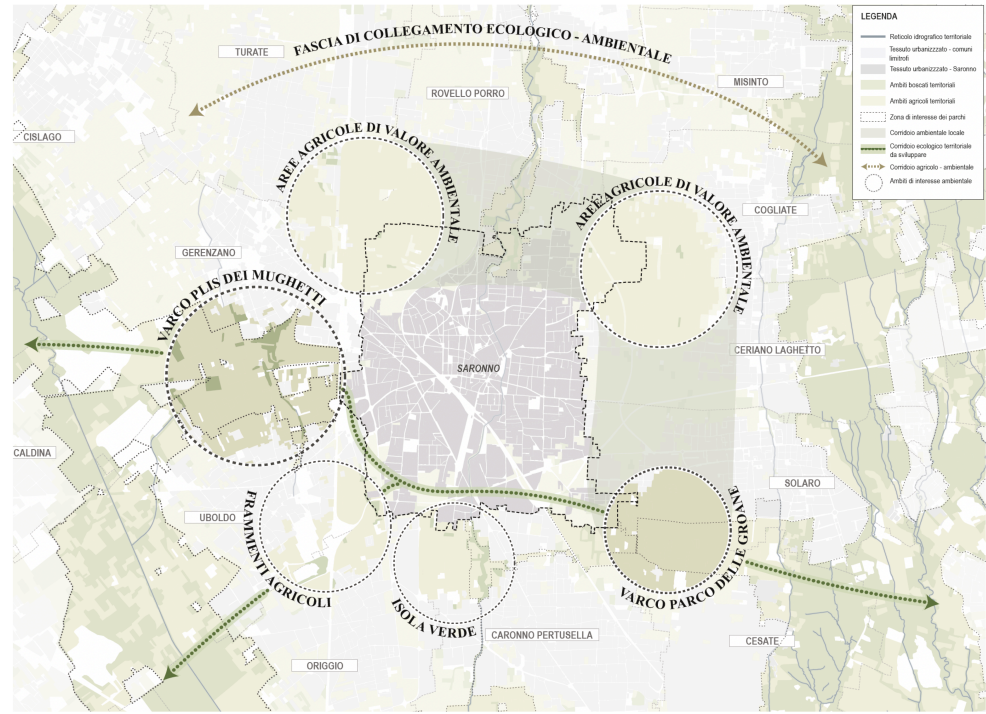 LEGENDA
Reticolo idrografico territoriale
Tessuto urbanizzzato - comuni
limitrofi
Tessuto urbanizzzato - Saronno
Ambiti boscati territoriali
Ambiti agricoli territoriali
Zona di interesse dei parchi
Corridoio ambientale locale
Corridoio ecologico territoriale
da sviluppare
Corridoio agricolo - ambientale
Ambiti di interesse ambientale
FASCIA DI COLLEGAMENTO ECOLOGICO - AMBIENTALE
TURATE
MISINTO
ROVELLO PORRO
CISLAGO
AREE AGRICOLE DI VALORE AMBIENTALE
AREE AGRICOLE DI VALORE AMBIENTALE
COGLIATE
GERENZANO
VARCO PLIS DEI MUGHETTI
CERIANO LAGHETTO
SARONNO
CALDINA
SOLARO
UBOLDO
FRAMMENTI AGRICOLI
ISOLA VERDE
VARCO PARCO DELLE GROANE
CARONNO PERTUSELLA
CESATE
ORIGGIO